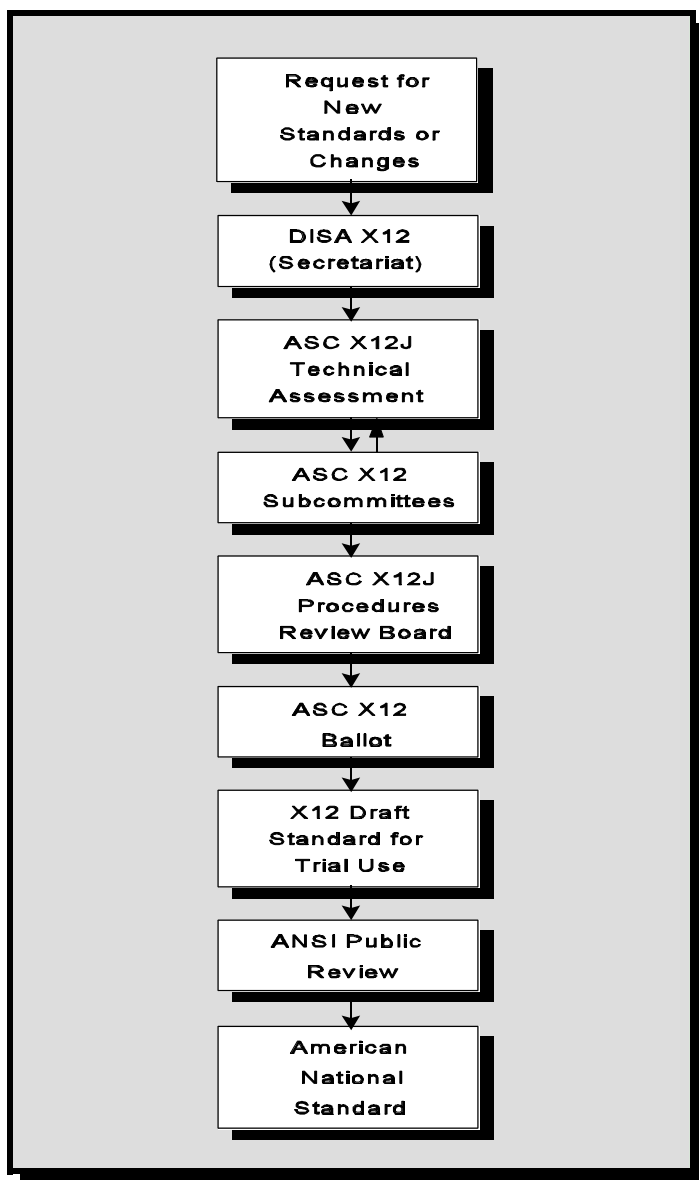 Request for
New
Standards or
Changes
DISA X12
(Secretariat)
ASC X12J
Technical
Assessment
ASC X12
Subcommittees
ASC X12J
Procedures
Review Board
ASC X12
Ballot
X12 Draft
Standard for
Trial Use
ANSI Public
Review
American
National
Standard